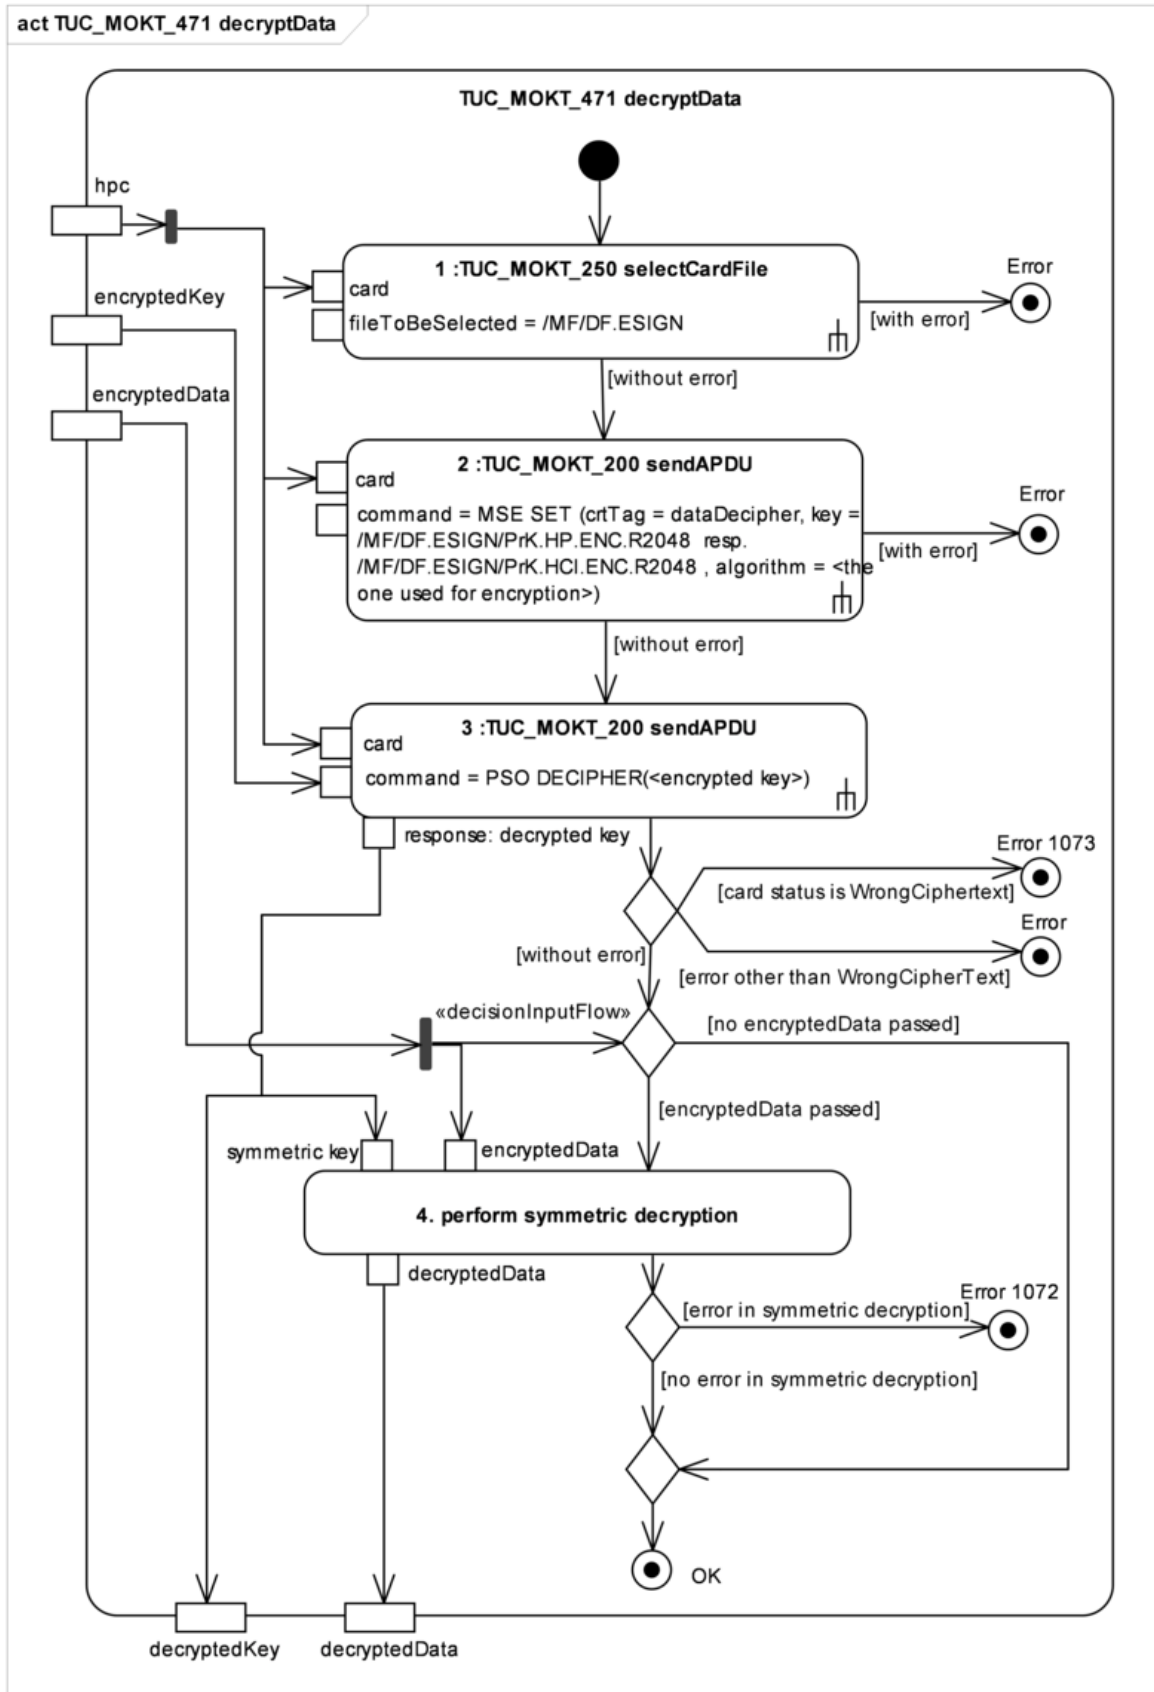 act TUC_MOKT_471 decryptData
TUC_MOKT_471 decryptData
hpc
encryptedKey
encryptedData
1 :TUC_MOKT_250 selectCardFile
card
fileToBeSelected = /MF/DF.ESIGN
Error
[with error]
[without error]
2 :TUC_MOKT_200 sendAPDU
card
command = MSE SET (crtTag = dataDecipher, key =
/MF/DF.ESIGN/PrK.HP.ENC.R2048 resp.
/MF/DF.ESIGN/PrK.HCI.ENC.R2048 , algorithm = <the
one used for encryption>)
Error
[with error]
[without error]
3 :TUC_MOKT_200 sendAPDU
card
command = PSO DECIPHER(<encrypted key>)
response: decrypted key
Error 1073
[card status is WrongCiphertext]
Error
[without error]
[error other than WrongCipherText]
«decisionInputFlow»
[no encryptedData passed]
[encryptedData passed]
symmetric key
encryptedData
4. perform symmetric decryption
decryptedData
Error 1072
[error in symmetric decryption]
[no error in symmetric decryption]
OK
decryptedKey
decryptedData